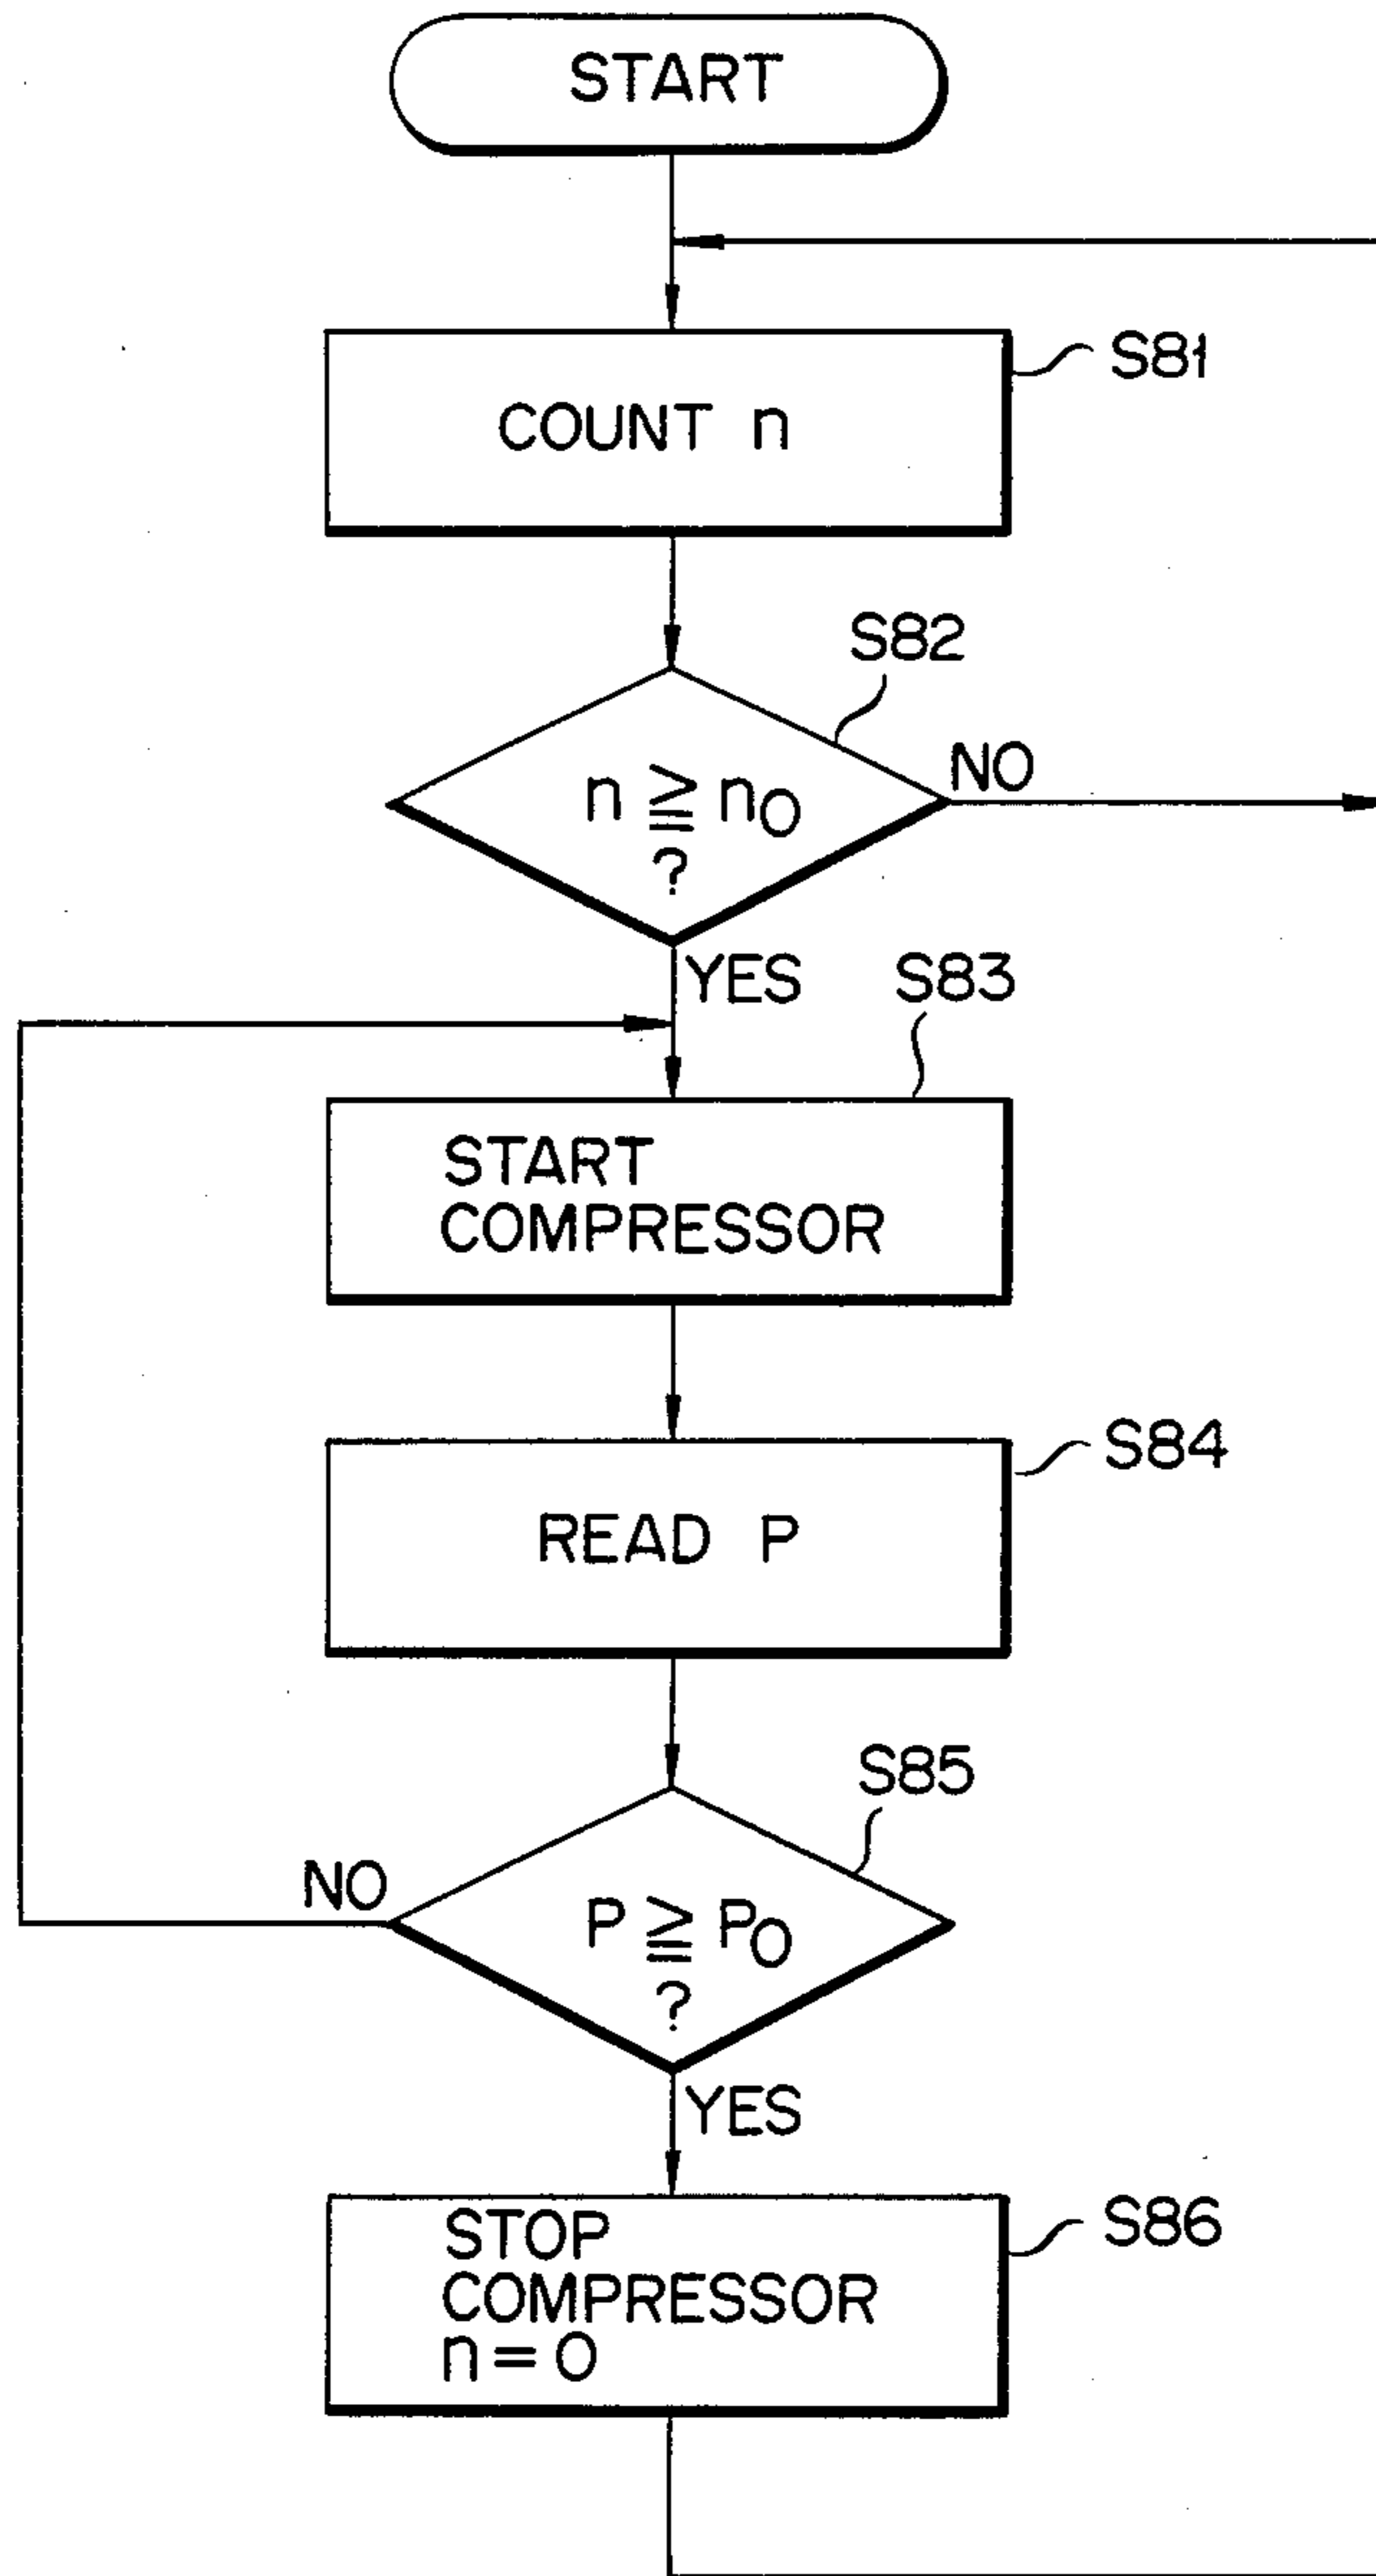 START
S81
COUNT n
S82
n ≧ n₀
?
NO
YES
S83
START
COMPRESSOR
S84
READ P
S85
NO
P ≧ P₀
?
YES
S86
STOP
COMPRESSOR
n = 0